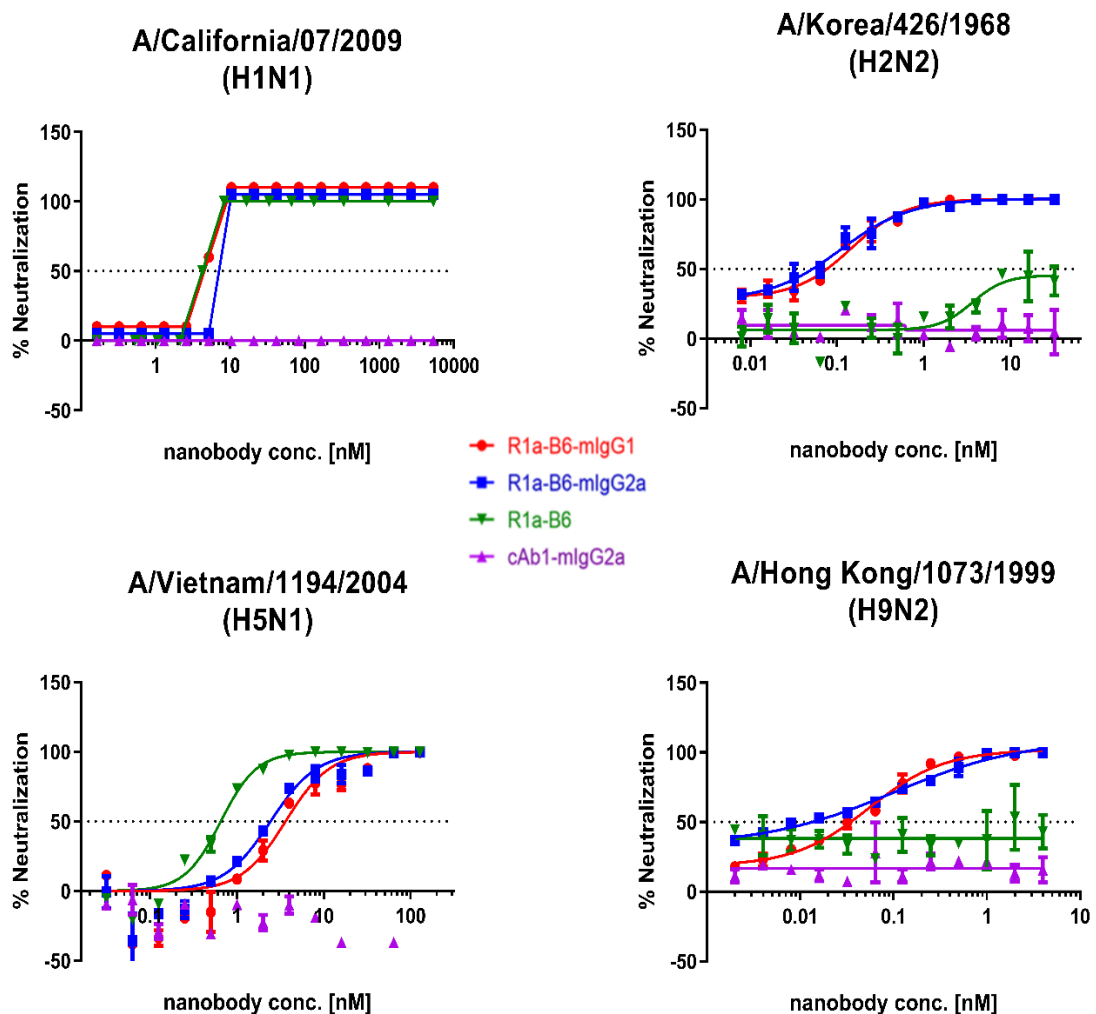 A/California/07/2009
(H1N1)
% Neutralization
150
100
50
0
-50
1
10
100
1000
10000
nanobody conc. [nM]
A/Korea/426/1968
(H2N2)
% Neutralization
150
100
50
0
-50
0.01
0.1
1
10
nanobody conc. [nM]
R1a-B6-mIgG1
R1a-B6-mIgG2a
R1a-B6
cAb1-mIgG2a
A/Vietnam/1194/2004
(H5N1)
% Neutralization
150
100
50
0
-50
0.1
1
10
100
nanobody conc. [nM]
A/Hong Kong/1073/1999
(H9N2)
% Neutralization
150
100
50
0
-50
0.01
0.1
1
10
nanobody conc. [nM]